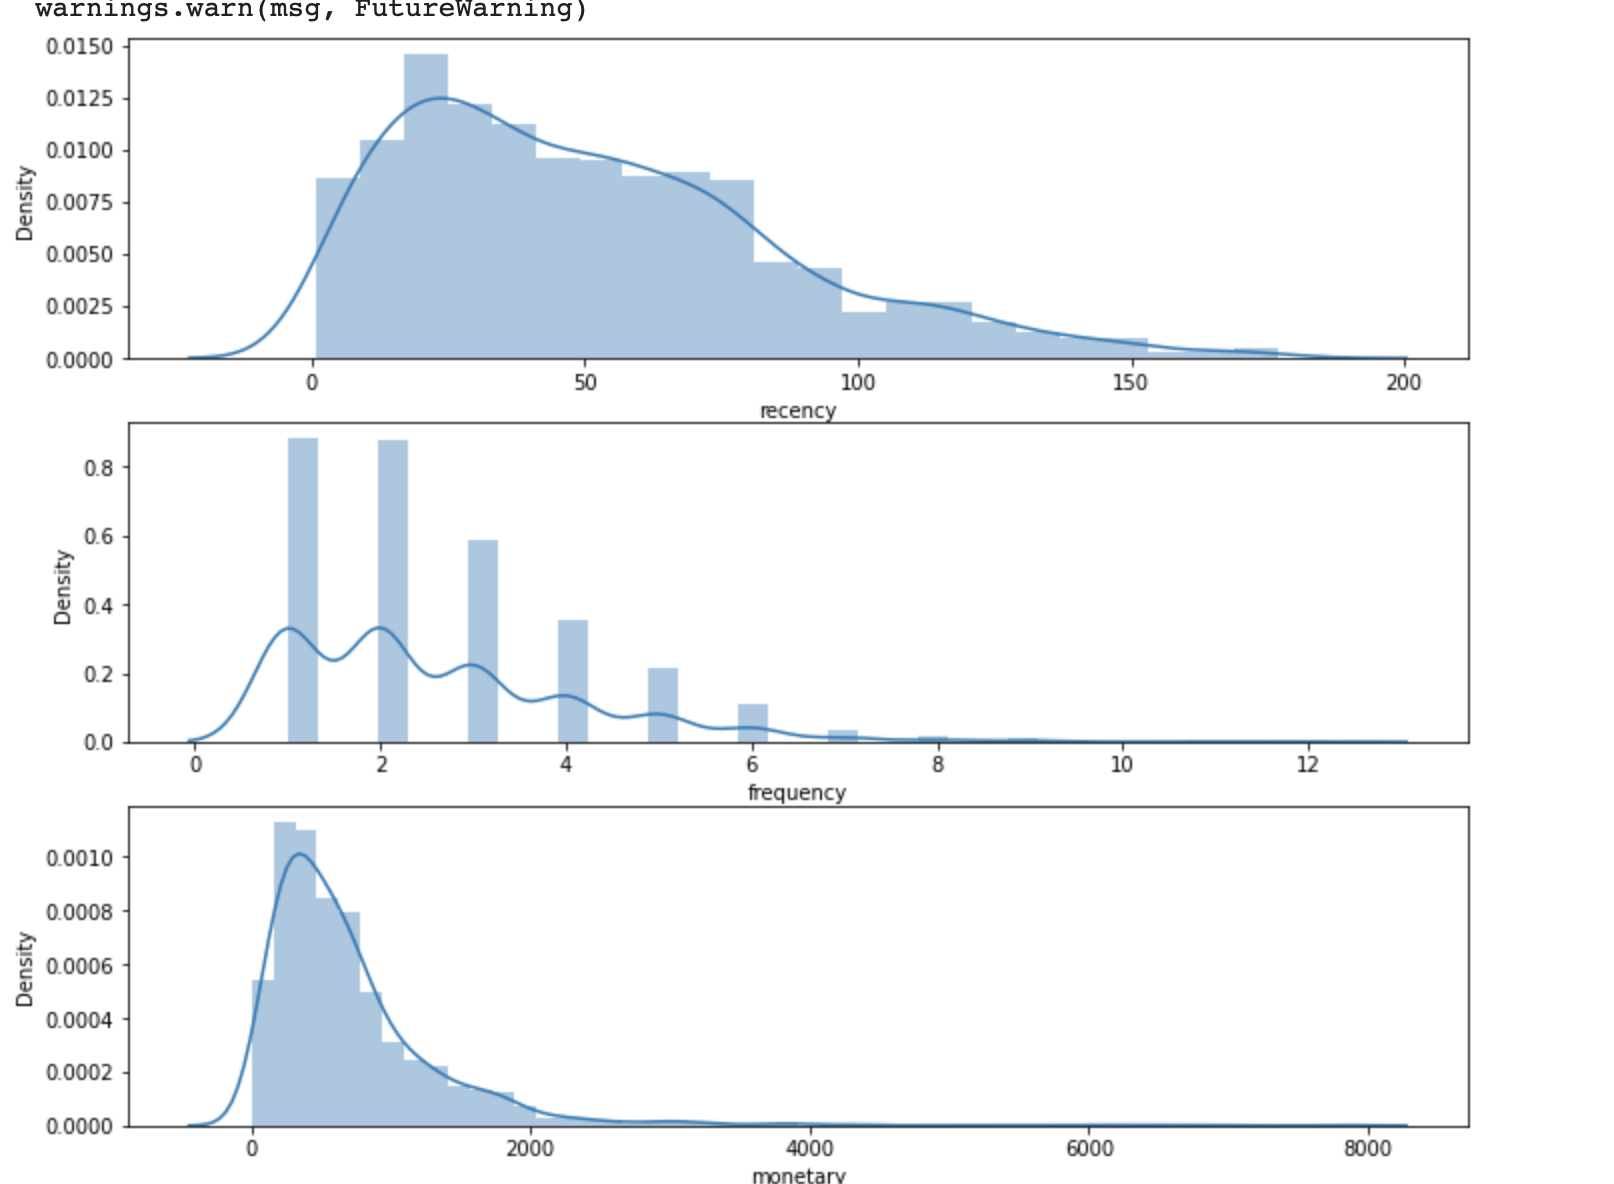 warnings.warn(msg, FutureWarning)
0.0150
0.0125
0.0100
0.0075
0.0050
0.0025
0.0000
Density
0 50 100 150 200
recency
0.8
0.6
0.4
0.2
0.0
Density
0 2 4 6 8 10 12
frequency
0.0010
0.0008
0.0006
0.0004
0.0002
0.0000
Density
0 2000 4000 6000 8000
monetary